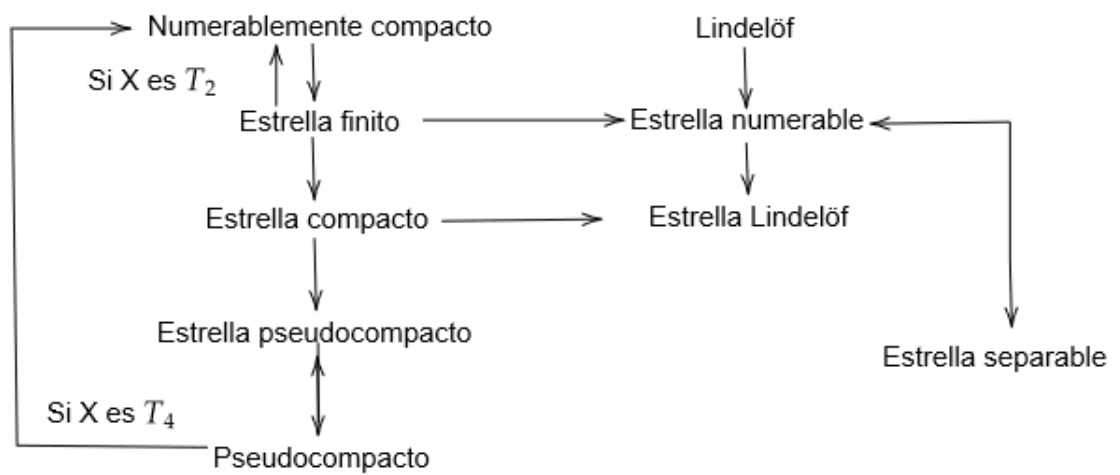 Numerablemente compacto
Lindelöf
Si X es T₂
Estrella finito
Estrella numerable
Estrella compacto
Estrella Lindelöf
Estrella pseudocompacto
Estrella separable
Si X es T₄
Pseudocompacto